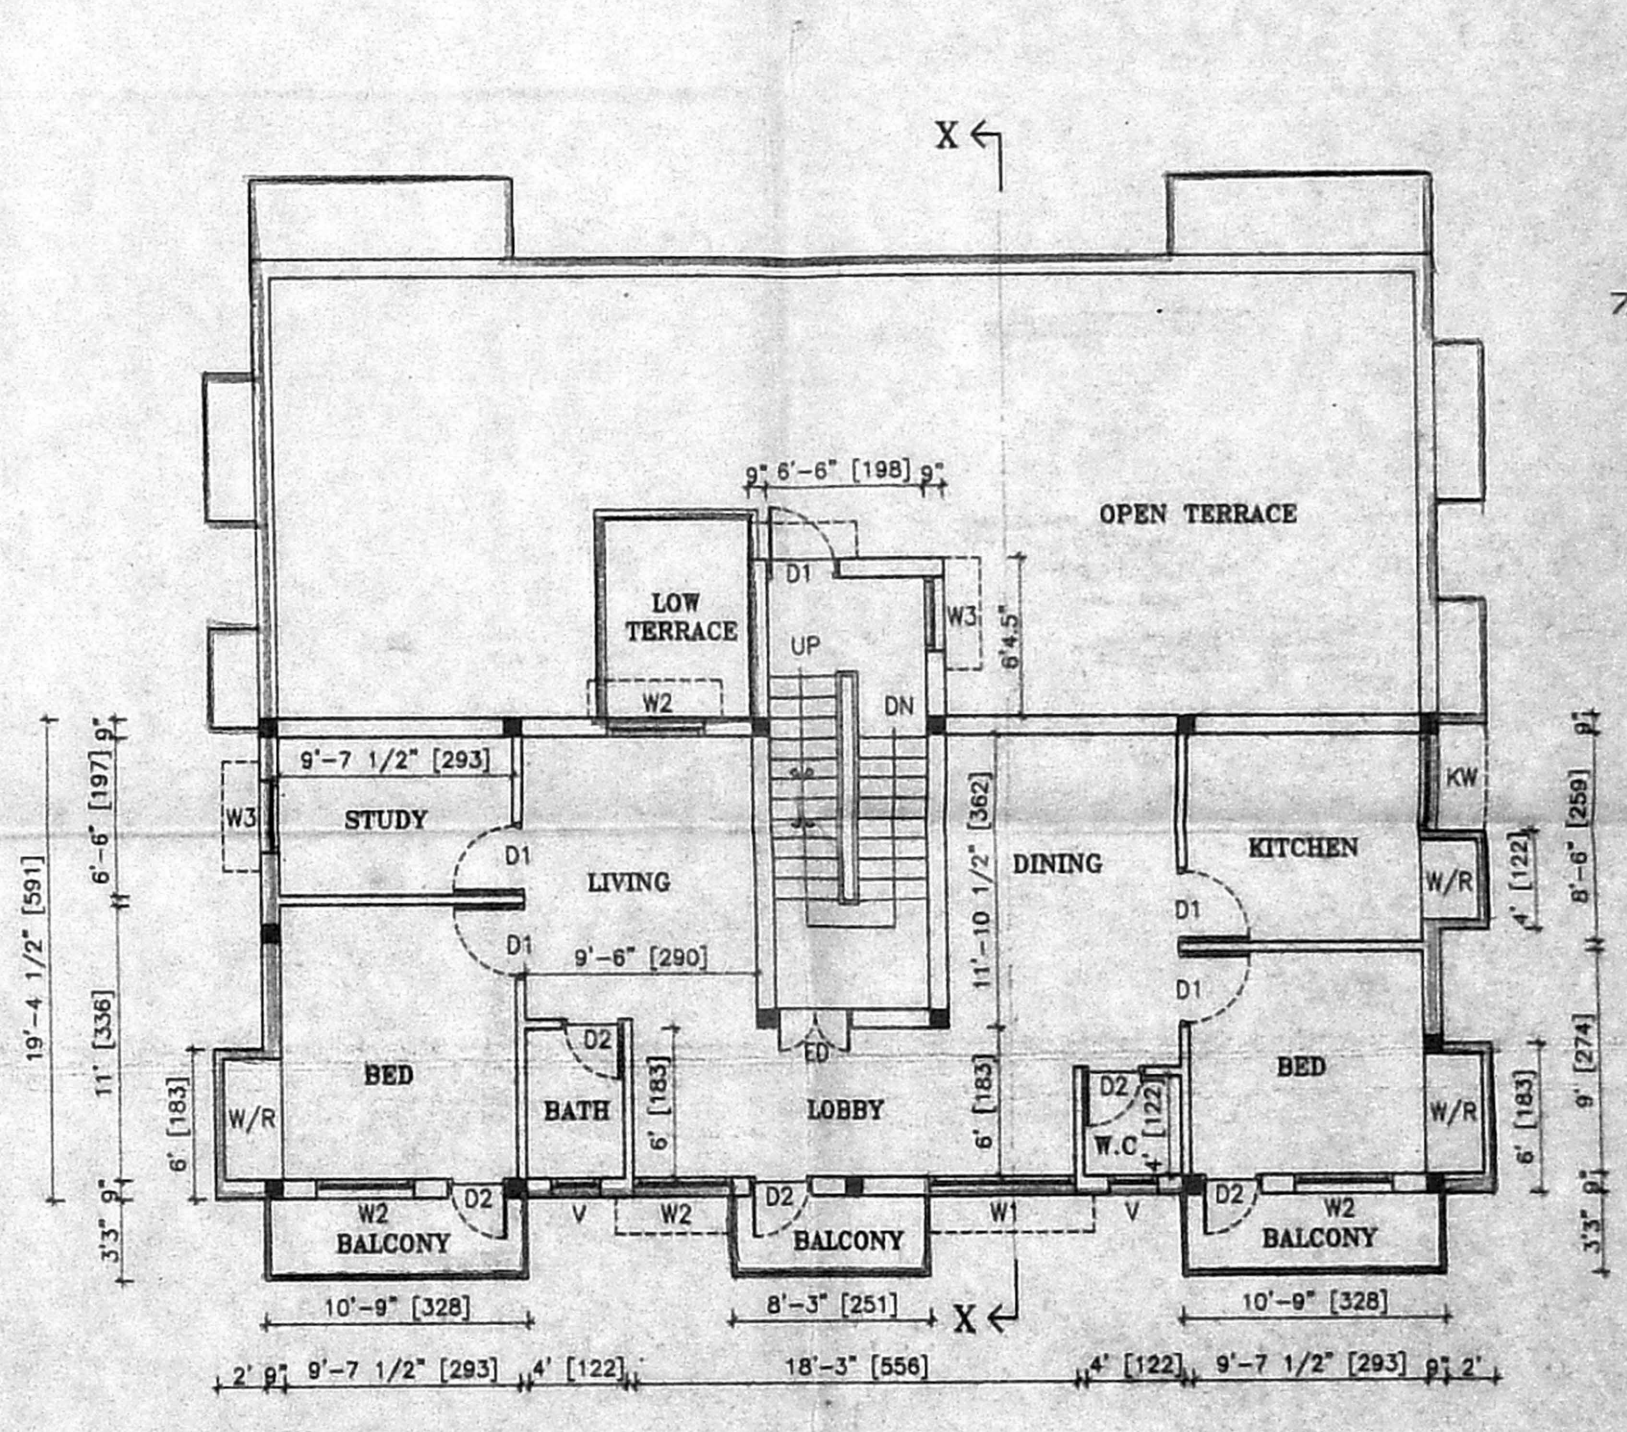 X
7
9" 6'-6" [198] 9"
OPEN TERRACE
D1
LOW
TERRACE
W3
6'4.5"
UP
W2
DN
9"
9"
9'-7 1/2" [293]
6'-6" [197]
W3
STUDY
D1
LIVING
11'-10 1/2" [362]
DINING
KITCHEN
KW
8'-6" [259]
W/R
4' [122]
D1
19'-4 1/2" [591]
D1
9'-6" [290]
D1
11' [336]
D2
ED
BED
BED
9' [274]
6' [183]
W/R
BATH
6' [183]
LOBBY
6' [183]
D2
W.C
4' [122]
W/R
6' [183]
9"
D2
D2
D2
9"
W2
V
W2
W1
V
W2
3'3"
BALCONY
BALCONY
BALCONY
3'3"
10'-9" [328]
8'-3" [251]
X
10'-9" [328]
2' 9" 9'-7 1/2" [293] 4' [122] 18'-3" [556] 4' [122] 9'-7 1/2" [293] 9" 2'